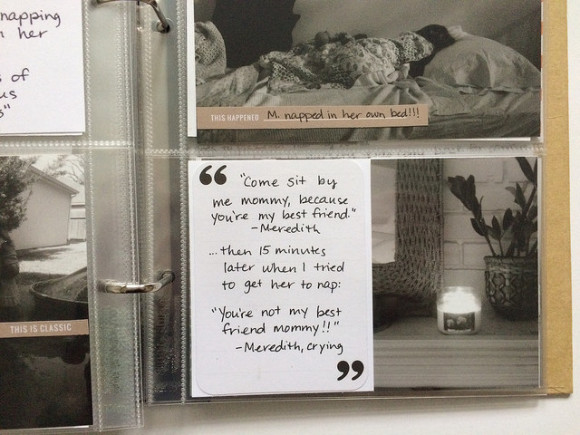 napping
n her
s of
us
s"
THIS HAPPENED M. napped in her own bed!!!
THIS IS CLASSIC
“ "Come sit by
me mommy, because
you're my best friend."
-Meredith
...then 15 minutes
later when I tried
to get her to nap:
"You're not my best
friend mommy!!"
-Meredith, crying
”